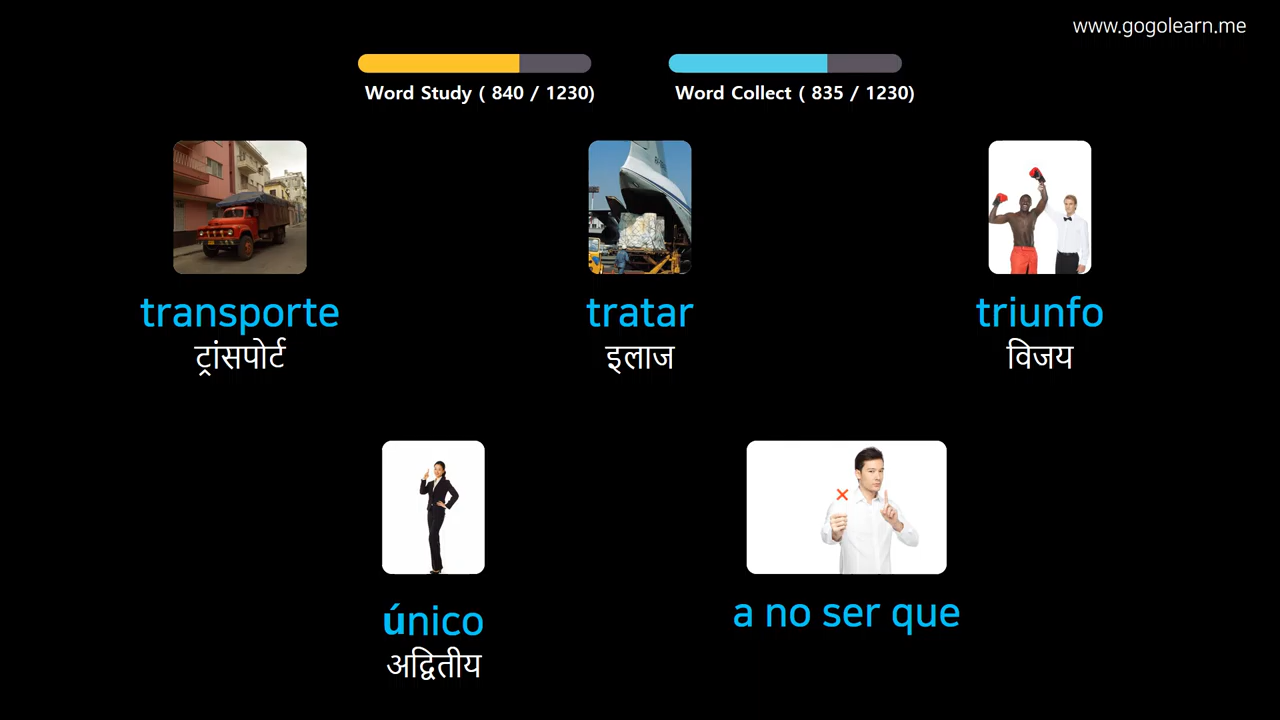 www.gogolearn.me
Word Study ( 840 / 1230)
Word Collect ( 835 / 1230)
transporte
ट्रांसपोर्ट
tratar
इलाज
triunfo
विजय
único
अद्वितीय
a no ser que